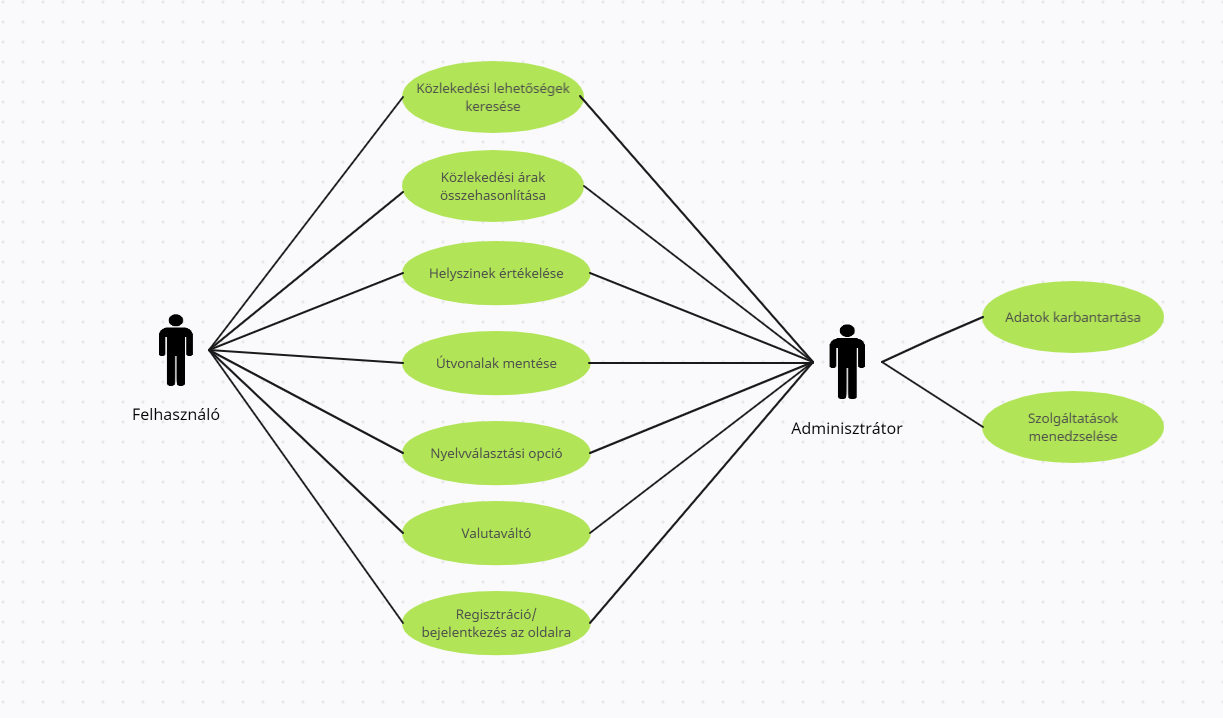 Közlekedési lehetőségek
keresése
Közlekedési árak
összehasonlítása
Helyszinek értékelése
Útvonalak mentése
Nyelvválasztási opció
Valutaváltó
Regisztráció/
bejelentkezés az oldalra
Felhasználó
Adminisztrátor
Adatok karbantartása
Szolgáltatások
menedzselése